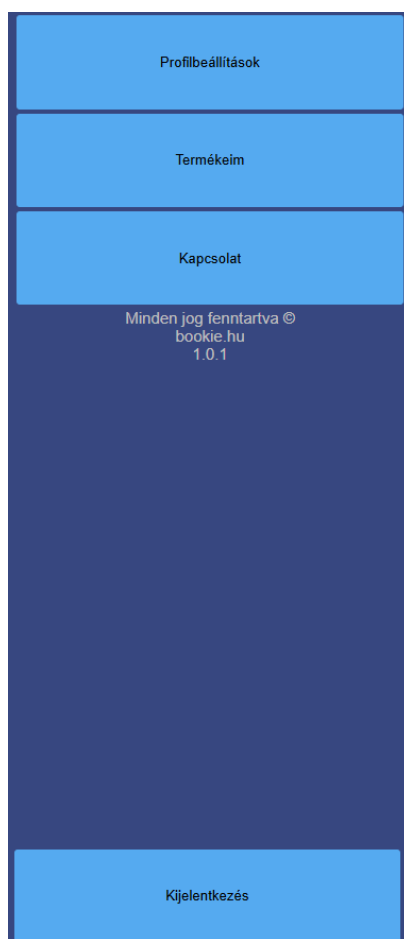 Profilbeállítások
Termékeim
Kapcsolat
Minden jog fenntartva ©
bookie.hu
1.0.1
Kijelentkezés